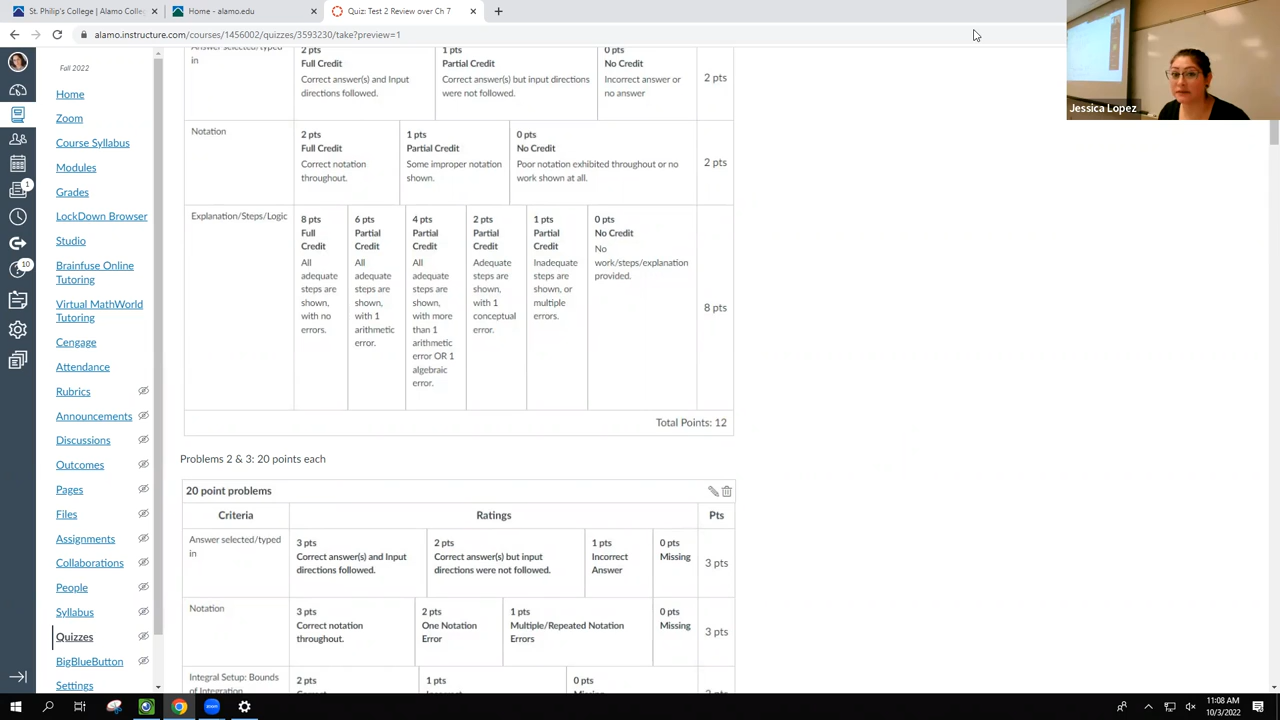 St. Philip's College | Alamo Colle
Home - alamo.edu
Quiz: Test 2 Review over Ch 7
alamo.instructure.com/courses/1456002/quizzes/3593230/take?preview=1
Jessica Lopez
Fall 2022
Home
Zoom
Course Syllabus
Modules
1
Grades
LockDown Browser
Studio
10
Brainfuse Online
Tutoring
Virtual MathWorld
Tutoring
Cengage
Attendance
Rubrics
Announcements
Discussions
Outcomes
Pages
Files
Assignments
Collaborations
People
Syllabus
Quizzes
BigBlueButton
Settings
Answer selected/typed
in
2 pts
Full Credit
Correct answer(s) and Input
directions followed.
1 pts
Partial Credit
Correct answer(s) but input directions
were not followed.
0 pts
No Credit
Incorrect answer or
no answer
2 pts
Notation
2 pts
Full Credit
Correct notation
throughout.
1 pts
Partial Credit
Some improper notation
shown.
0 pts
No Credit
Poor notation exhibited throughout or no
work shown at all.
2 pts
Explanation/Steps/Logic
8 pts
Full
Credit
All
adequate
steps are
shown,
with no
errors.
6 pts
Partial
Credit
All
adequate
steps are
shown,
with 1
arithmetic
error.
4 pts
Partial
Credit
All
adequate
steps are
shown,
with more
than 1
arithmetic
error OR 1
algebraic
error.
2 pts
Partial
Credit
Adequate
steps are
shown,
with 1
conceptual
error.
1 pts
Partial
Credit
Inadequate
steps are
shown, or
multiple
errors.
0 pts
No Credit
No
work/steps/explanation
provided.
8 pts
Total Points: 12
Problems 2 & 3: 20 points each
20 point problems
Criteria
Ratings
Pts
Answer selected/typed
in
3 pts
Correct answer(s) and Input
directions followed.
2 pts
Correct answer(s) but input
directions were not followed.
1 pts
Incorrect
Answer
0 pts
Missing
3 pts
Notation
3 pts
Correct notation
throughout.
2 pts
One Notation
Error
1 pts
Multiple/Repeated Notation
Errors
0 pts
Missing
3 pts
Integral Setup: Bounds
of Integration
2 pts
Correct
1 pts
Incorrect
0 pts
Missing
2 pts
zoom
11:08 AM
10/3/2022